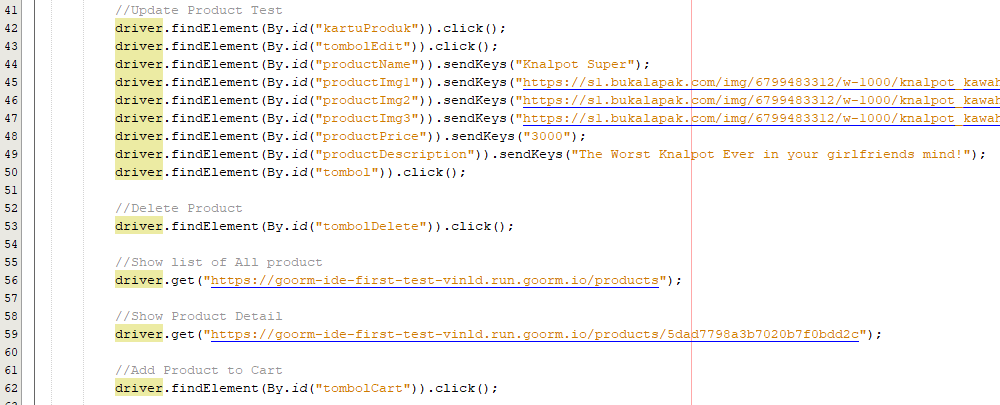 41 //Update Product Test
42 driver.findElement(By.id("kartuProduk")).click();
43 driver.findElement(By.id("tombolEdit")).click();
44 driver.findElement(By.id("productName")).sendKeys("Knalpot Super");
45 driver.findElement(By.id("productImg1")).sendKeys("https://s1.bukalapak.com/img/6799483312/w-1000/knalpot_kawah
46 driver.findElement(By.id("productImg2")).sendKeys("https://s1.bukalapak.com/img/6799483312/w-1000/knalpot_kawah
47 driver.findElement(By.id("productImg3")).sendKeys("https://s1.bukalapak.com/img/6799483312/w-1000/knalpot_kawah
48 driver.findElement(By.id("productPrice")).sendKeys("3000");
49 driver.findElement(By.id("productDescription")).sendKeys("The Worst Knalpot Ever in your girlfriends mind!");
50 driver.findElement(By.id("tombol")).click();
51
52 //Delete Product
53 driver.findElement(By.id("tombolDelete")).click();
54
55 //Show list of All product
56 driver.get("https://goorm-ide-first-test-vinld.run.goorm.io/products");
57
58 //Show Product Detail
59 driver.get("https://goorm-ide-first-test-vinld.run.goorm.io/products/5dad7798a3b7020b7f0bdd2c");
60
61 //Add Product to Cart
62 driver.findElement(By.id("tombolCart")).click();